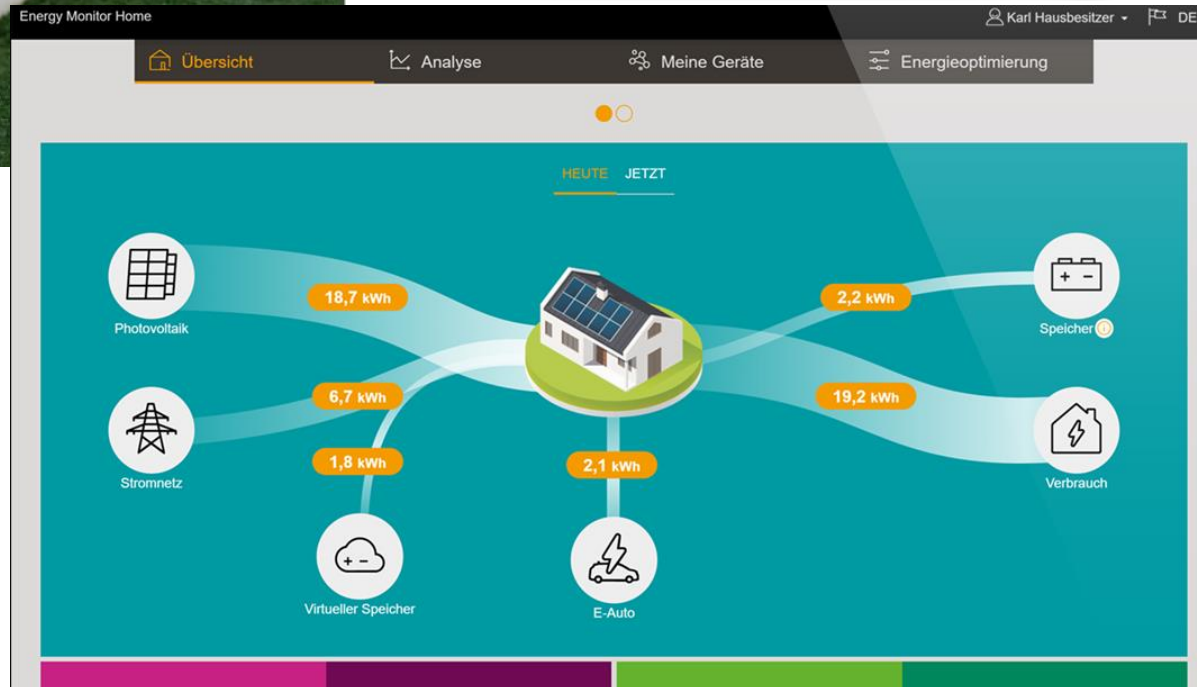 Energy Monitor Home
Karl Hausbesitzer
DE
Übersicht
Analyse
Meine Geräte
Energieoptimierung
HEUTE JETZT
18,7 kWh
2,2 kWh
Photovoltaik
Speicher
6,7 kWh
19,2 kWh
1,8 kWh
2,1 kWh
Stromnetz
Verbrauch
Virtueller Speicher
E-Auto